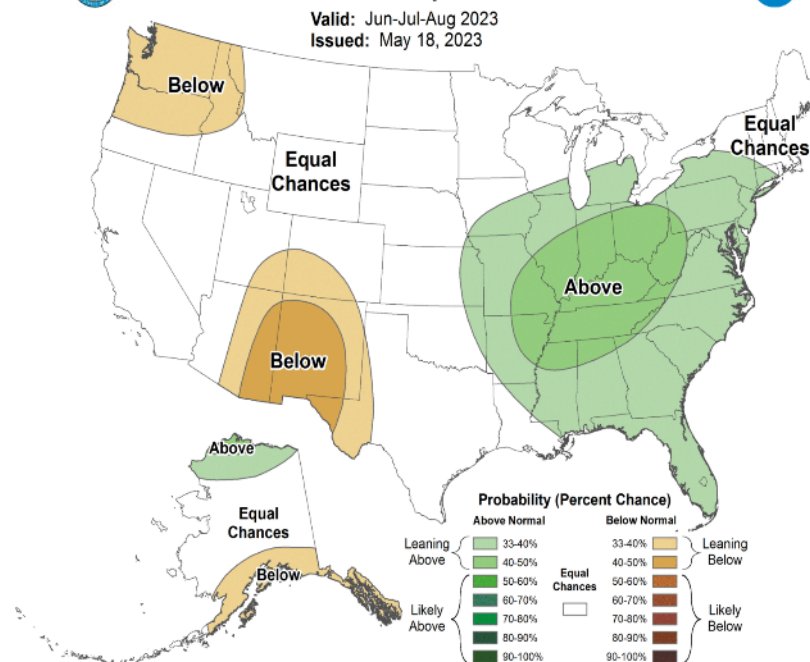 Valid: Jun-Jul-Aug 2023
Issued: May 18, 2023
Below
Equal
Chances
Equal
Chances
Above
Below
Above
Equal
Chances
Below
Probability (Percent Chance)
Above Normal
Below Normal
Leaning
Above
33-40%
40-50%
50-60%
60-70%
70-80%
80-90%
90-100%
Likely
Above
Equal
Chances
33-40%
40-50%
50-60%
60-70%
70-80%
80-90%
90-100%
Leaning
Below
Likely
Below